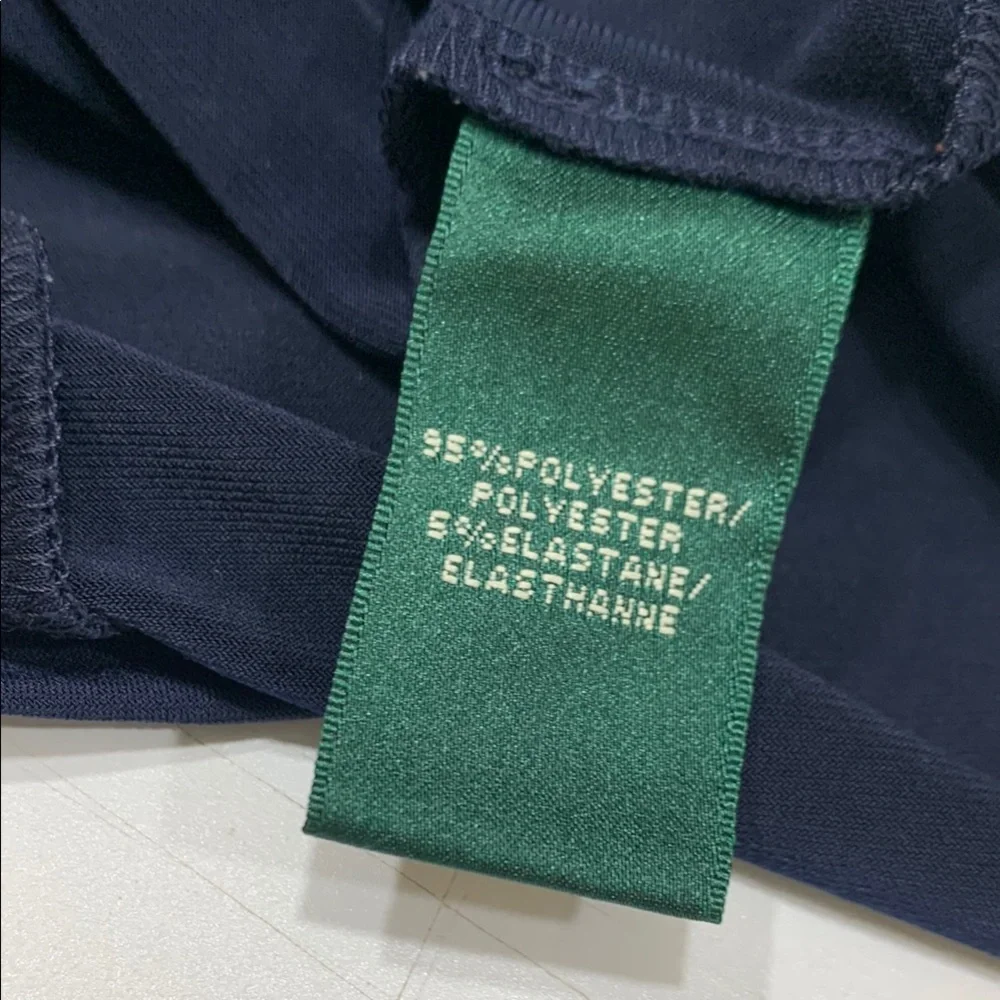 95%POLYESTER/
POLYESTER
5%ELASTANE/
ELASTHANNE